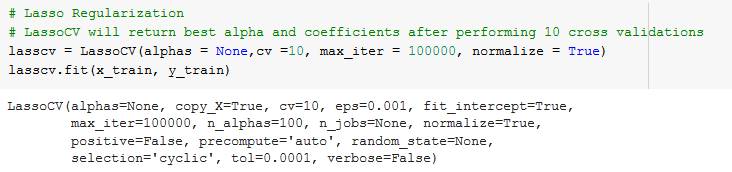 # Lasso Regularization
# LassoCV will return best alpha and coefficients after performing 10 cross validations
lasscv = LassoCV(alphas = None,cv =10, max_iter = 100000, normalize = True)
lasscv.fit(x_train, y_train)
LassoCV(alphas=None, copy_X=True, cv=10, eps=0.001, fit_intercept=True,
max_iter=100000, n_alphas=100, n_jobs=None, normalize=True,
positive=False, precompute='auto', random_state=None,
selection='cyclic', tol=0.0001, verbose=False)